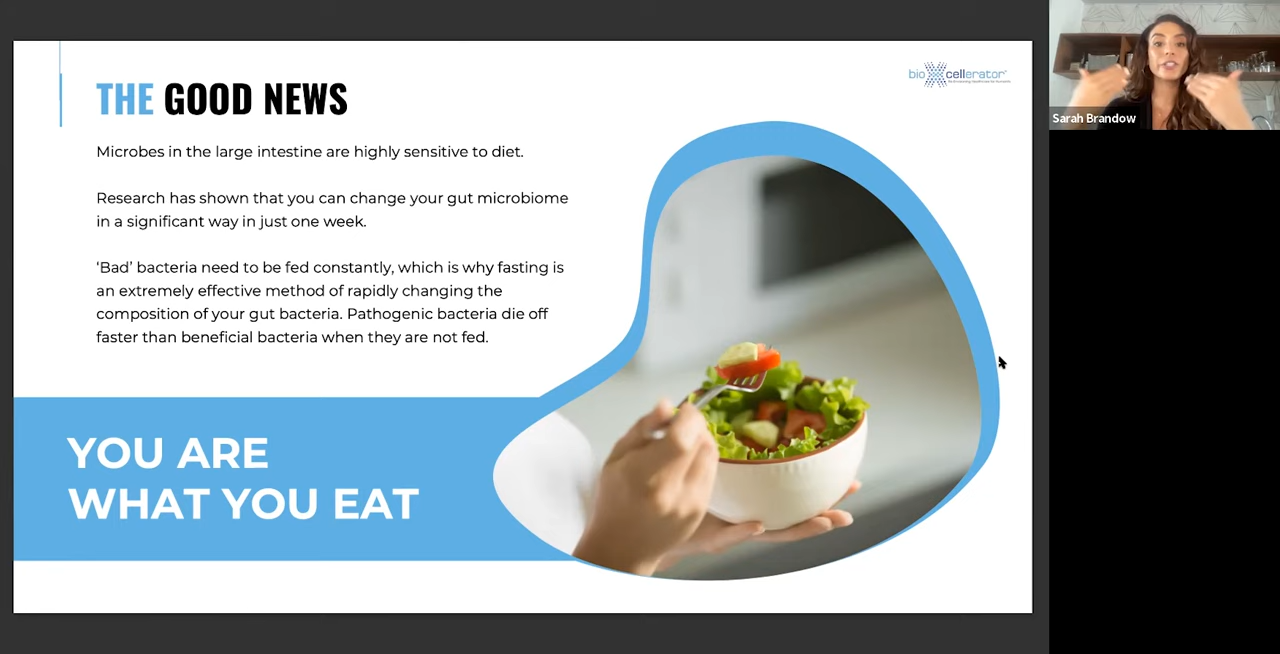 THE GOOD NEWS
bio cellerator
Microbes in the large intestine are highly sensitive to diet.
Research has shown that you can change your gut microbiome
in a significant way in just one week.
‘Bad’ bacteria need to be fed constantly, which is why fasting is
an extremely effective method of rapidly changing the
composition of your gut bacteria. Pathogenic bacteria die off
faster than beneficial bacteria when they are not fed.
YOU ARE
WHAT YOU EAT
Sarah Brandow